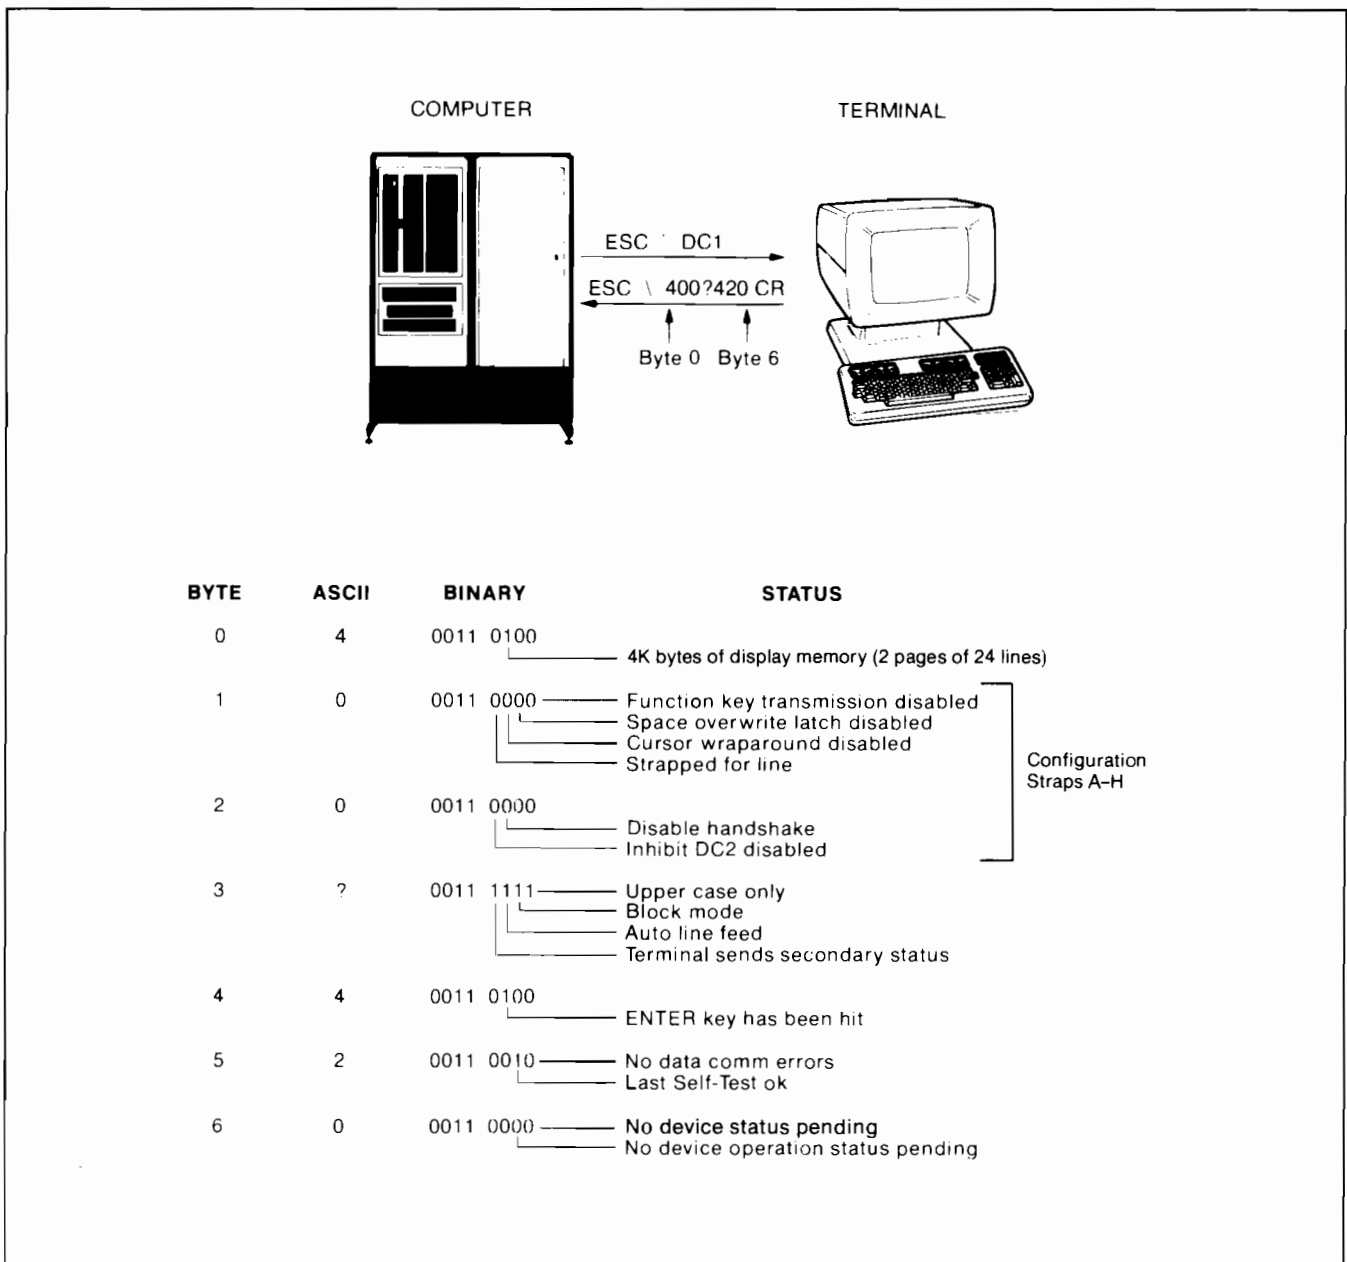 COMPUTER TERMINAL
ESC ` DC1
ESC \ 400?420 CR
Byte 0 Byte 6
BYTE ASCII BINARY STATUS
0 4 0011 0100
4K bytes of display memory (2 pages of 24 lines)
1 0 0011 0000 Function key transmission disabled
Space overwrite latch disabled
Cursor wraparound disabled
Strapped for line
Configuration
Straps A–H
2 0 0011 0000
Disable handshake
Inhibit DC2 disabled
3 ? 0011 1111 Upper case only
Block mode
Auto line feed
Terminal sends secondary status
4 4 0011 0100
ENTER key has been hit
5 2 0011 0010 No data comm errors
Last Self-Test ok
6 0 0011 0000 No device status pending
No device operation status pending